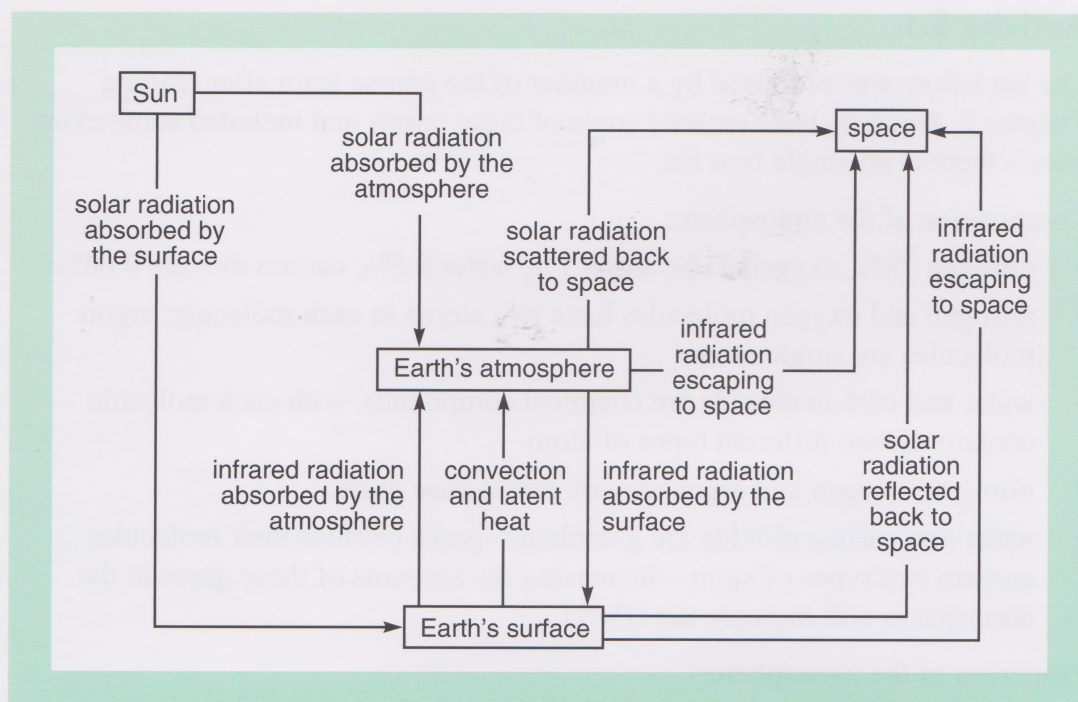 Sun
solar radiation
absorbed by the
atmosphere
space
solar radiation
absorbed by
the surface
solar radiation
scattered back
to space
infrared
radiation
escaping
to space
infrared
radiation
escaping
to space
Earth's atmosphere
infrared radiation
absorbed by the
atmosphere
convection
and latent
heat
infrared radiation
absorbed by the
surface
solar
radiation
reflected
back to
space
Earth's surface